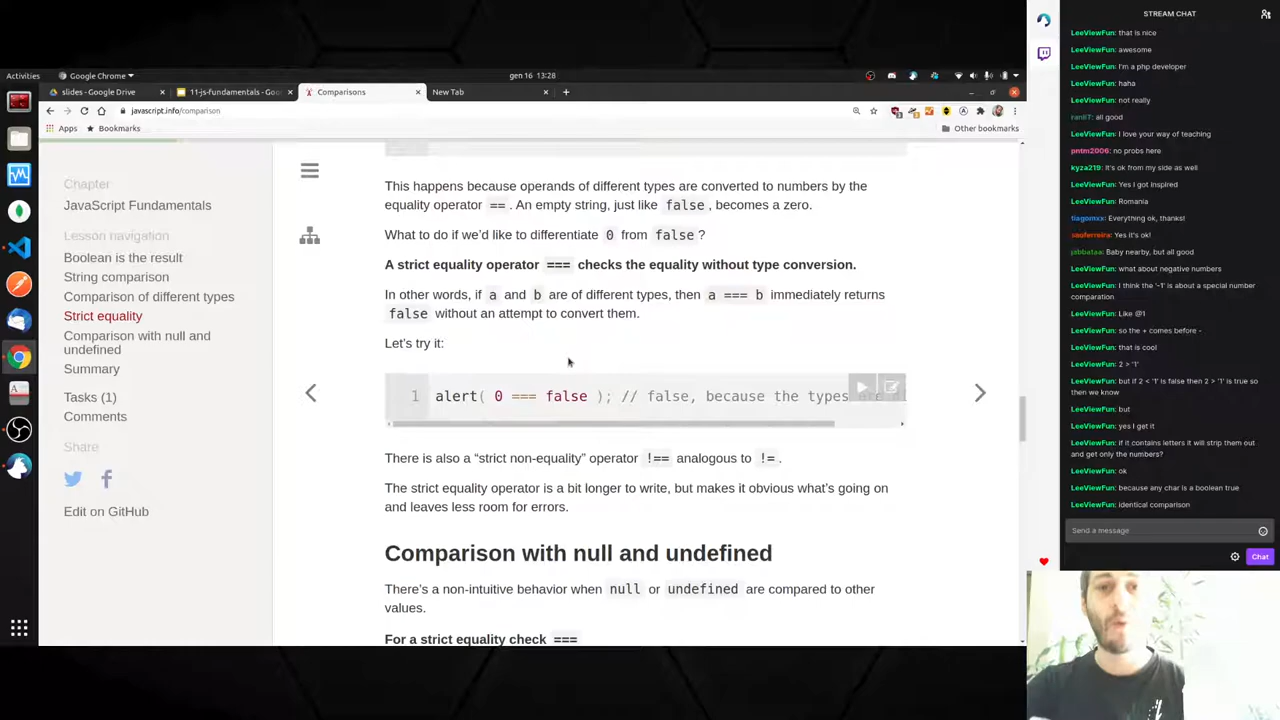 STREAM CHAT
Activities
Google Chrome
gen 16 13:28
slides - Google Drive
11-js-fundamentals - Goo
Comparisons
New Tab
javascript.info/comparison
Apps
Bookmarks
Other bookmarks
Chapter
JavaScript Fundamentals
Lesson navigation
Boolean is the result
String comparison
Comparison of different types
Strict equality
Comparison with null and
undefined
Summary
Tasks (1)
Comments
Share
Edit on GitHub
This happens because operands of different types are converted to numbers by the
equality operator ==. An empty string, just like false, becomes a zero.
What to do if we'd like to differentiate 0 from false?
A strict equality operator === checks the equality without type conversion.
In other words, if a and b are of different types, then a === b immediately returns
false without an attempt to convert them.
Let's try it:
1 alert( 0 === false ); // false, because the types
There is also a “strict non-equality” operator !== analogous to !=.
The strict equality operator is a bit longer to write, but makes it obvious what's going on
and leaves less room for errors.
Comparison with null and undefined
There's a non-intuitive behavior when null or undefined are compared to other
values.
For a strict equality check ===
LeeViewFun: that is nice
LeeViewFun: awesome
LeeViewFun: I'm a php developer
LeeViewFun: haha
LeeViewFun: not really
: all good
LeeViewFun: I love your way of teaching
pntm2006: no probs here
kyza219: It's ok from my side as well
LeeViewFun: Yes I got inspired
LeeViewFun: Romania
tiagomxx: Everything ok, thanks!
souferreira: Yes it's ok!
jabbataa: Baby nearby, but all good
LeeViewFun: what about negative numbers
LeeViewFun: I think the '-1' is about a special number
comparation
LeeViewFun: Like @1
LeeViewFun: so the + comes before -
LeeViewFun: that is cool
LeeViewFun: 2 > '1'
LeeViewFun: but if 2 < '1' is false then 2 > '1' is true so
then we know
LeeViewFun: but
LeeViewFun: yes I get it
LeeViewFun: if it contains letters it will strip them out
and get only the numbers?
LeeViewFun: ok
LeeViewFun: because any char is a boolean true
LeeViewFun: identical comparison
Send a message
Chat